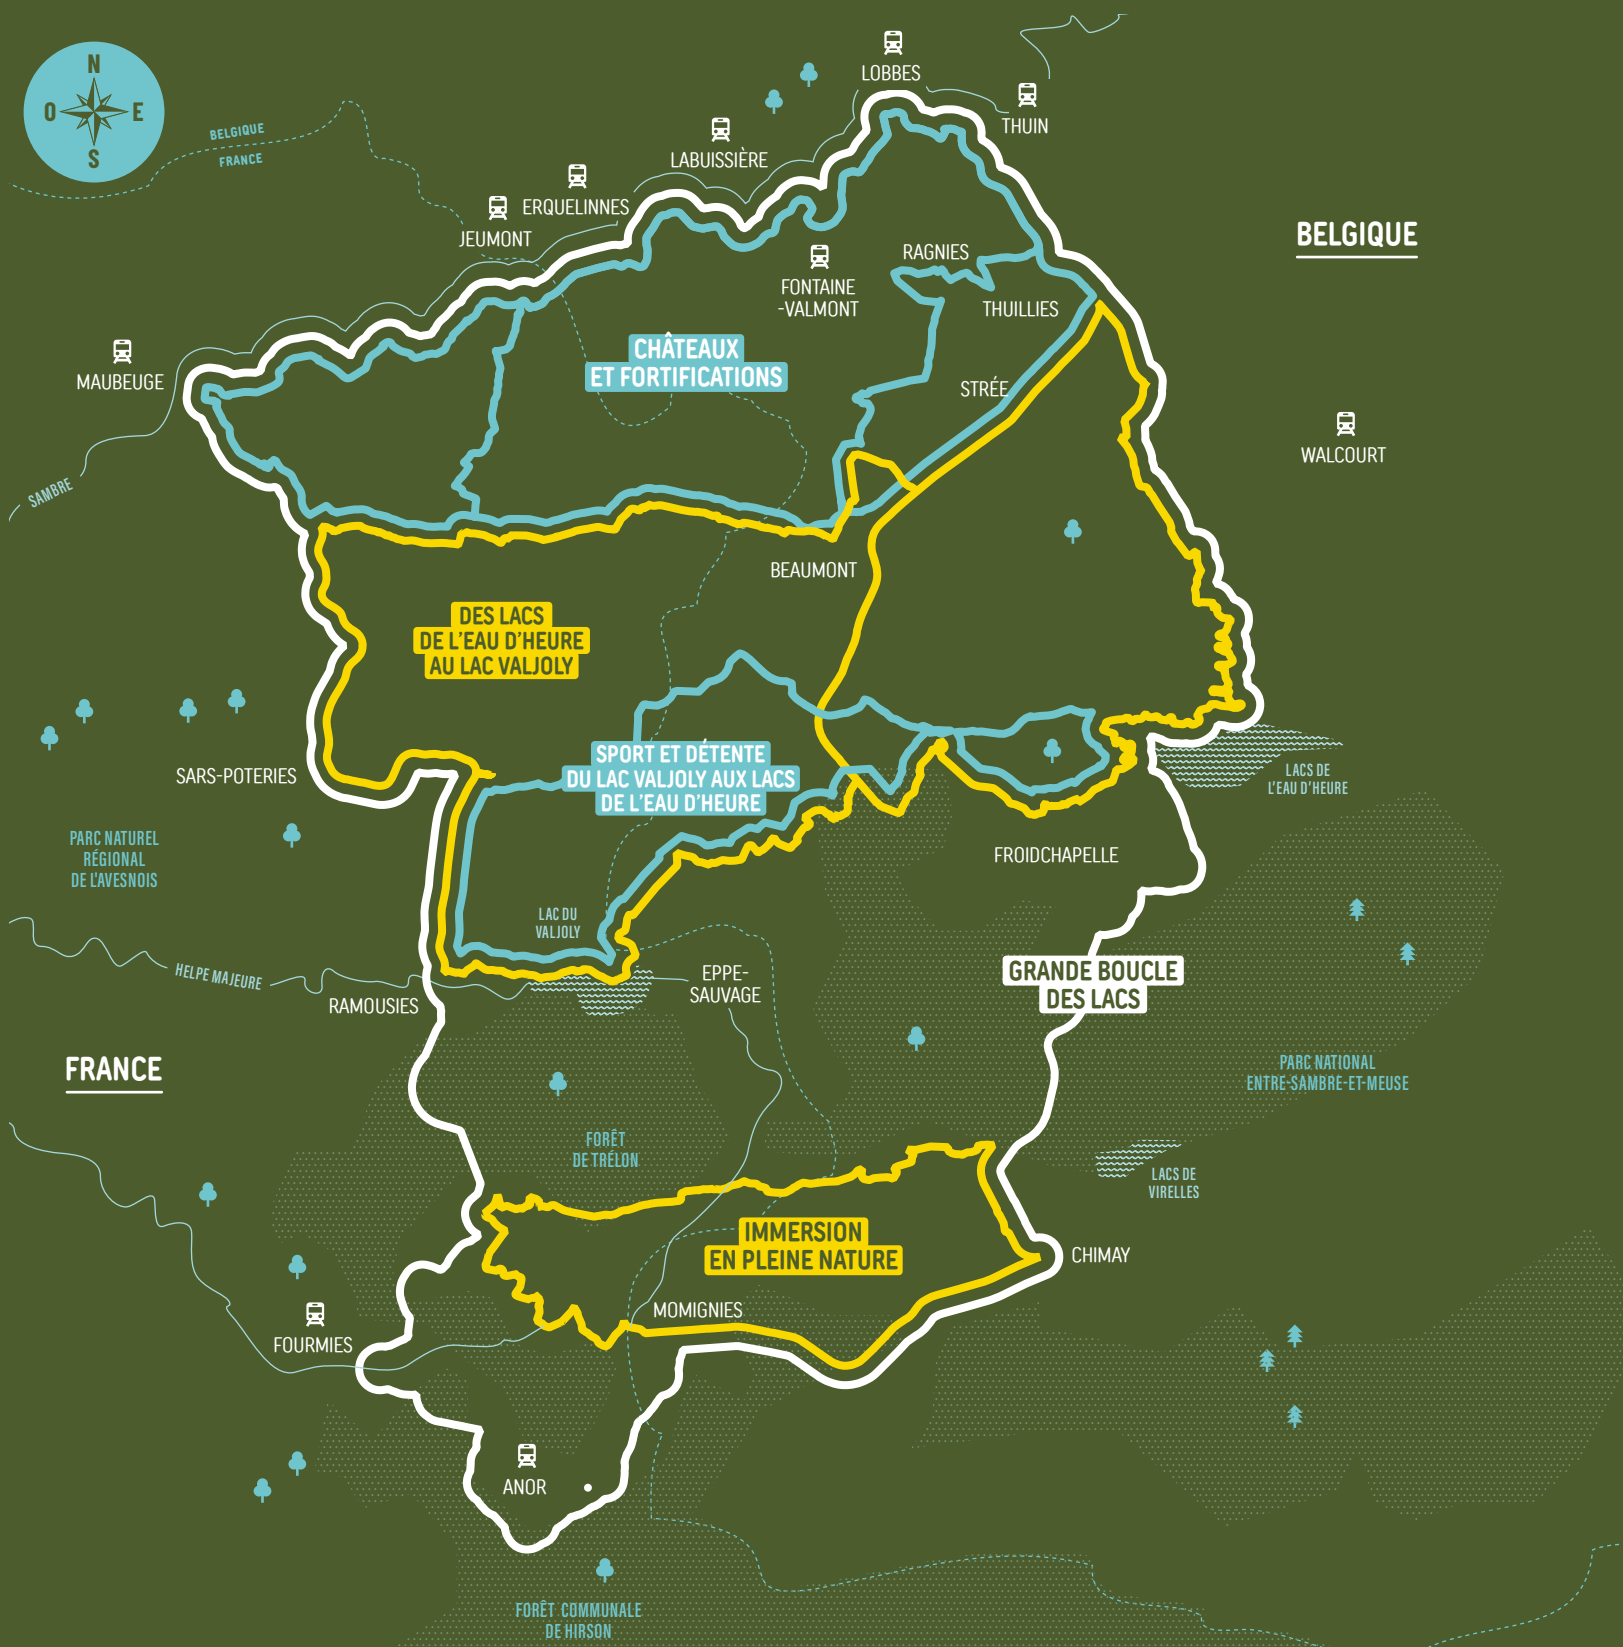 N
O
E
S
BELGIQUE
FRANCE
LOBBES
THUIN
LABUISSIÈRE
ERQUELINNES
JEUMONT
BELGIQUE
RAGNIES
FONTAINE
-VALMONT
THUILLIES
CHÂTEAUX
ET FORTIFICATIONS
MAUBEUGE
STRÉE
WALCOURT
SAMBRE
BEAUMONT
DES LACS
DE L'EAU D'HEURE
AU LAC VALJOLY
SPORT ET DÉTENTE
DU LAC VALJOLY AUX LACS
DE L'EAU D'HEURE
SARS-POTERIES
LACS DE
L'EAU D'HEURE
PARC NATUREL
RÉGIONAL
DE L'AVESNOIS
FROIDCHAPELLE
LAC DU
VALJOLY
HELPE MAJEURE
EPPE-
SAUVAGE
GRANDE BOUCLE
DES LACS
RAMOUSIES
FRANCE
PARC NATIONAL
ENTRE-SAMBRE-ET-MEUSE
FORÊT
DE TRÉLON
LACS DE
VIRELLES
IMMERSION
EN PLEINE NATURE
CHIMAY
MOMIGNIES
FOURMIES
ANOR
FORÊT COMMUNALE
DE HIRSON